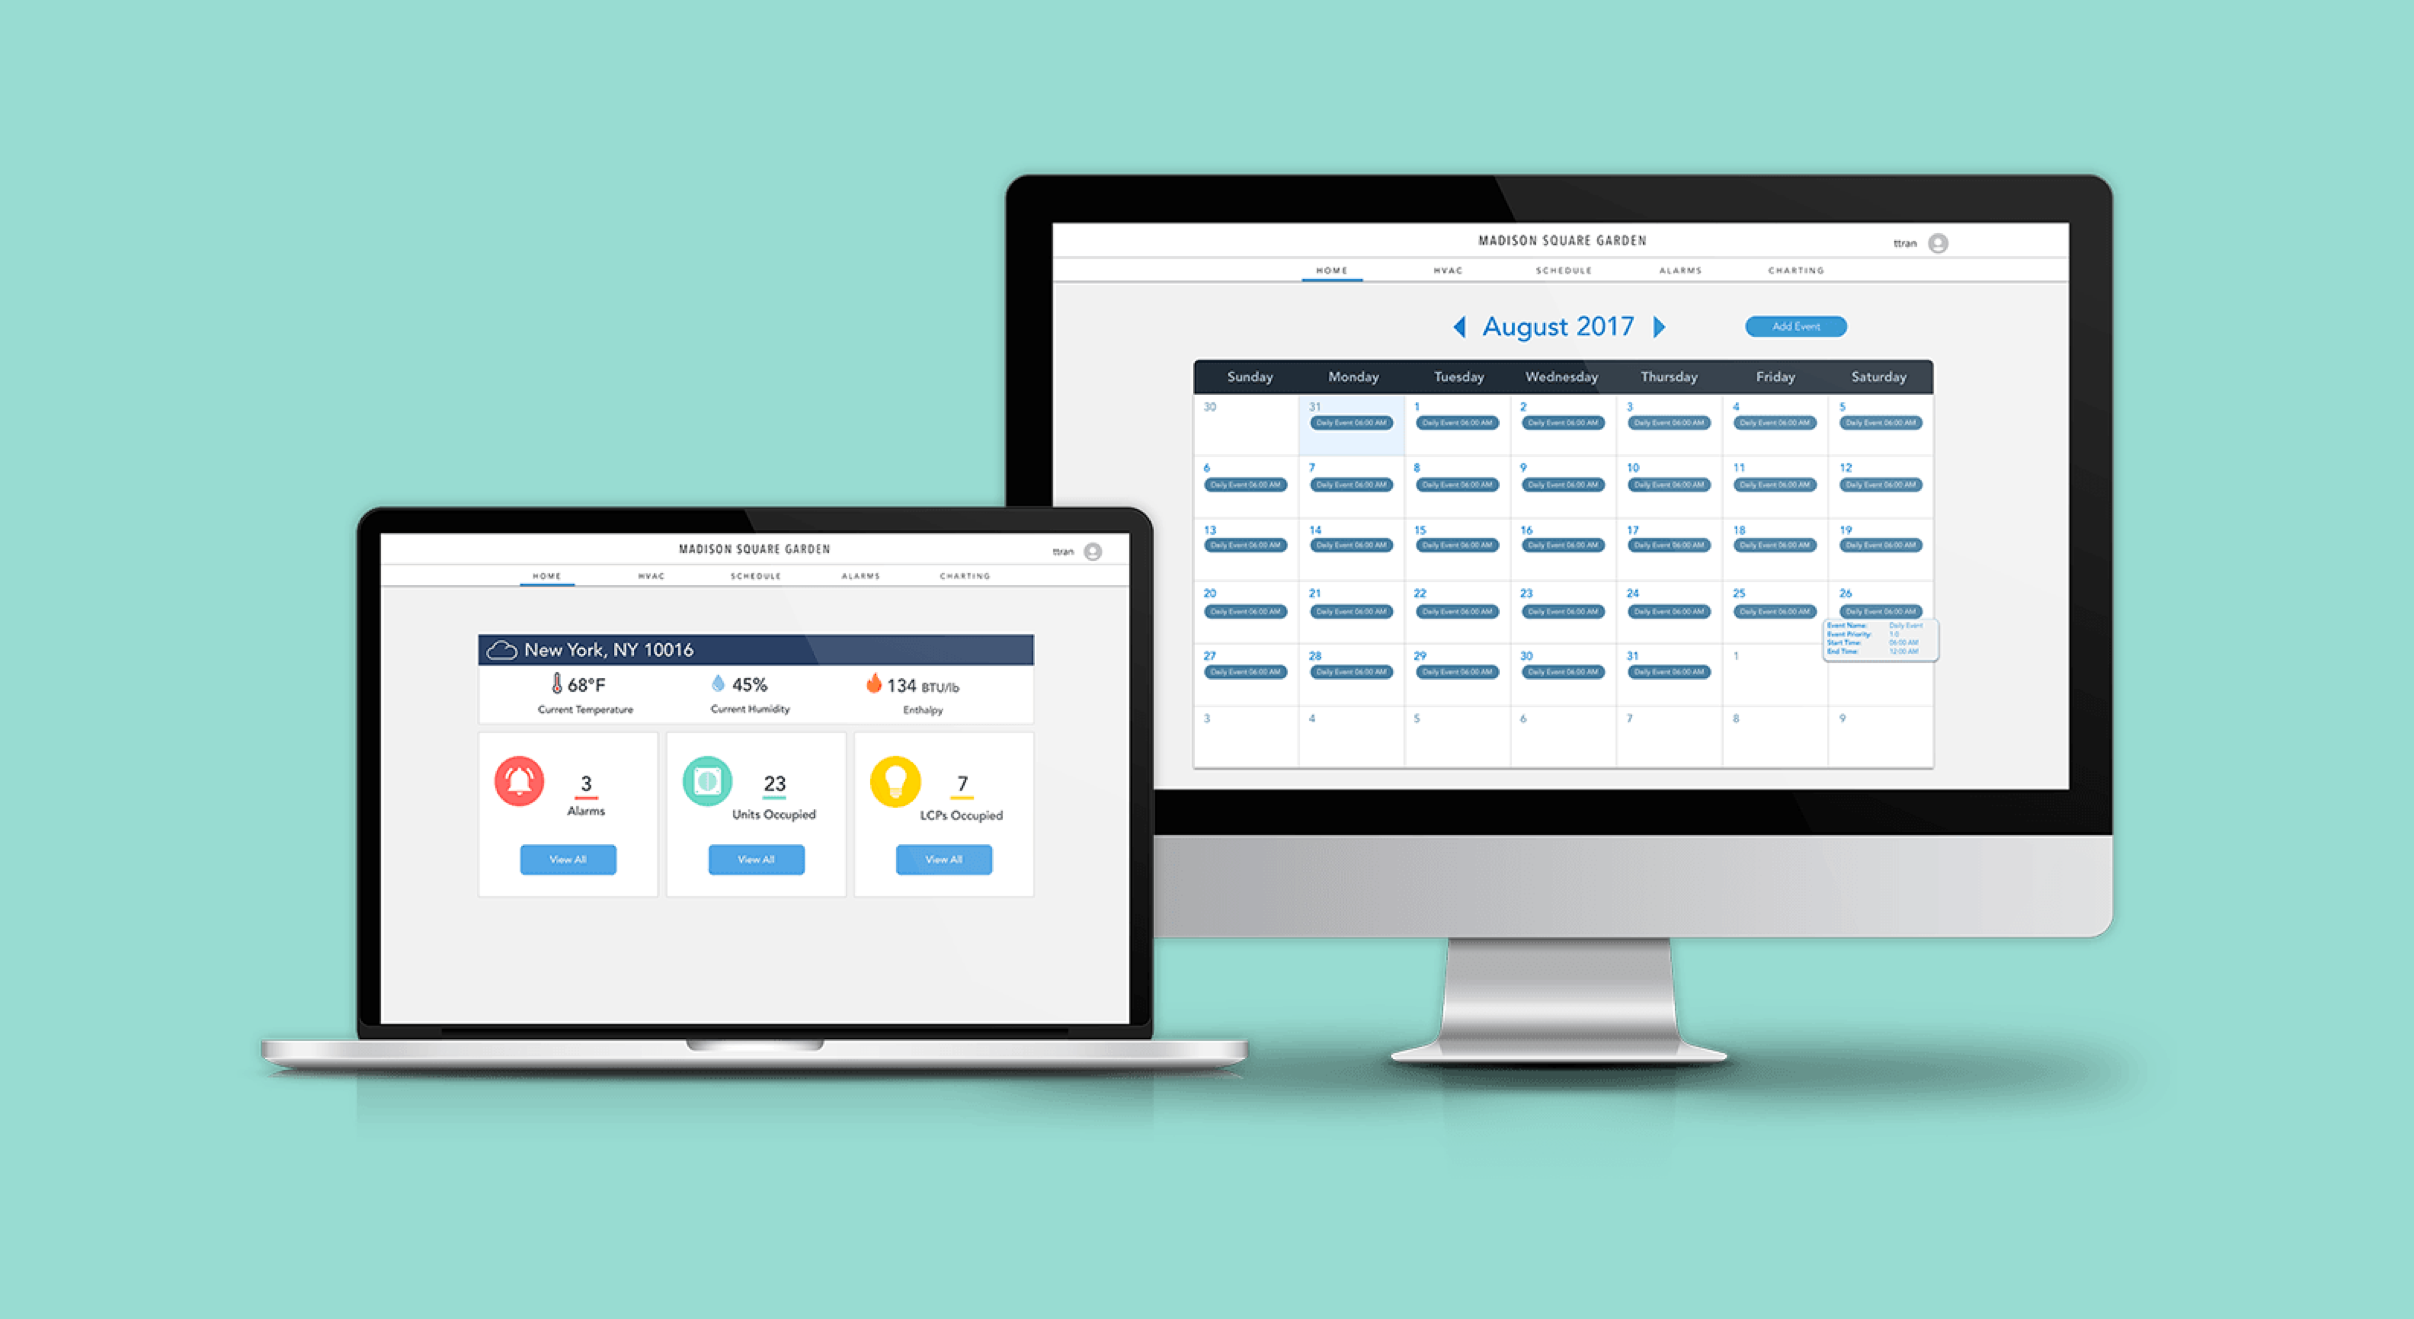 MADISON SQUARE GARDEN
ttran
HOME HVAC SCHEDULE ALARMS CHARTING
August 2017
Add Event
Sunday Monday Tuesday Wednesday Thursday Friday Saturday
30 31 1 2 3 4 5
Daily Event 06:00 AM Daily Event 06:00 AM Daily Event 06:00 AM Daily Event 06:00 AM Daily Event 06:00 AM Daily Event 06:00 AM
6 7 8 9 10 11 12
Daily Event 06:00 AM Daily Event 06:00 AM Daily Event 06:00 AM Daily Event 06:00 AM Daily Event 06:00 AM Daily Event 06:00 AM Daily Event 06:00 AM
13 14 15 16 17 18 19
Daily Event 06:00 AM Daily Event 06:00 AM Daily Event 06:00 AM Daily Event 06:00 AM Daily Event 06:00 AM Daily Event 06:00 AM Daily Event 06:00 AM
20 21 22 23 24 25 26
Daily Event 06:00 AM Daily Event 06:00 AM Daily Event 06:00 AM Daily Event 06:00 AM Daily Event 06:00 AM Daily Event 06:00 AM Daily Event 06:00 AM
Event Name: Daily Event
Event Priority: 1.0
Start Time: 06:00 AM
End Time: 12:00 AM
27 28 29 30 31 1
Daily Event 06:00 AM Daily Event 06:00 AM Daily Event 06:00 AM Daily Event 06:00 AM Daily Event 06:00 AM
3 4 5 6 7 8 9
MADISON SQUARE GARDEN
ttran
HOME HVAC SCHEDULE ALARMS CHARTING
New York, NY 10016
68°F 45% 134 BTU/lb
Current Temperature Current Humidity Enthalpy
3 23 7
Alarms Units Occupied LCPs Occupied
View All View All View All